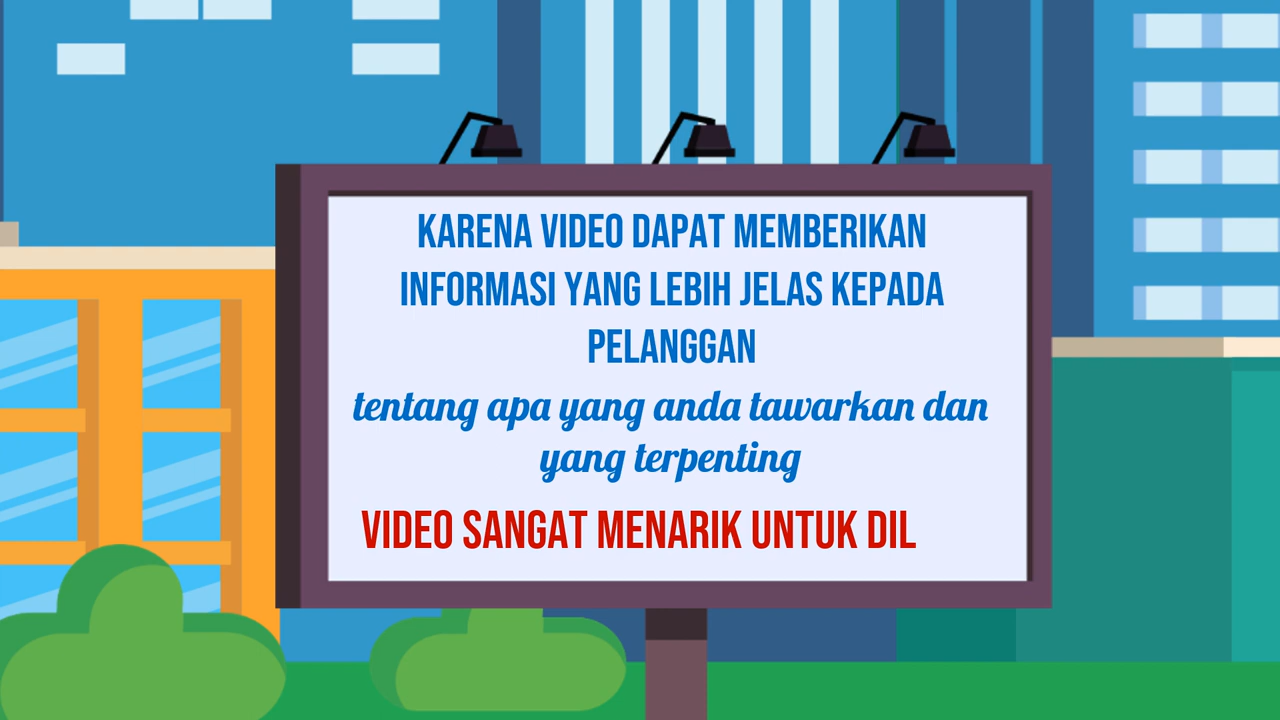 KARENA VIDEO DAPAT MEMBERIKAN
INFORMASI YANG LEBIH JELAS KEPADA
PELANGGAN
tentang apa yang anda tawarkan dan
yang terpenting
VIDEO SANGAT MENARIK UNTUK DIL